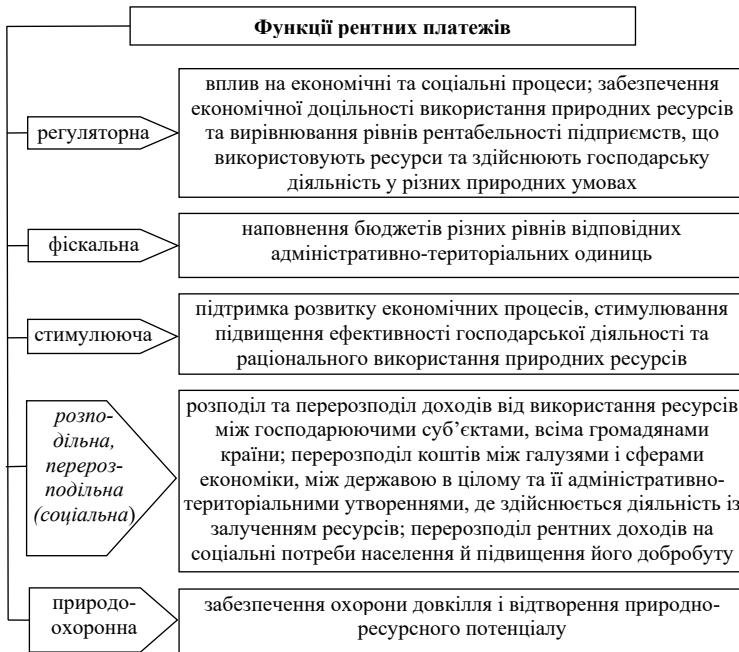 Функції рентних платежів
регуляторна
вплив на економічні та соціальні процеси; забезпечення
економічної доцільності використання природних ресурсів
та вирівнювання рівнів рентабельності підприємств, що
використовують ресурси та здійснюють господарську
діяльність у різних природних умовах
фіскальна
наповнення бюджетів різних рівнів відповідних
адміністративно-територіальних одиниць
стимулююча
підтримка розвитку економічних процесів, стимулювання
підвищення ефективності господарської діяльності та
раціонального використання природних ресурсів
розпо-
дільна,
перероз-
подільна
(соціальна)
розподіл та перерозподіл доходів від використання ресурсів
між господарюючими суб’єктами, всіма громадянами
країни; перерозподіл коштів між галузями і сферами
економіки, між державою в цілому та її адміністративно-
територіальними утвореннями, де здійснюється діяльність із
залученням ресурсів; перерозподіл рентних доходів на
соціальні потреби населення й підвищення його добробуту
природо-
охоронна
забезпечення охорони довкілля і відтворення природно-
ресурсного потенціалу